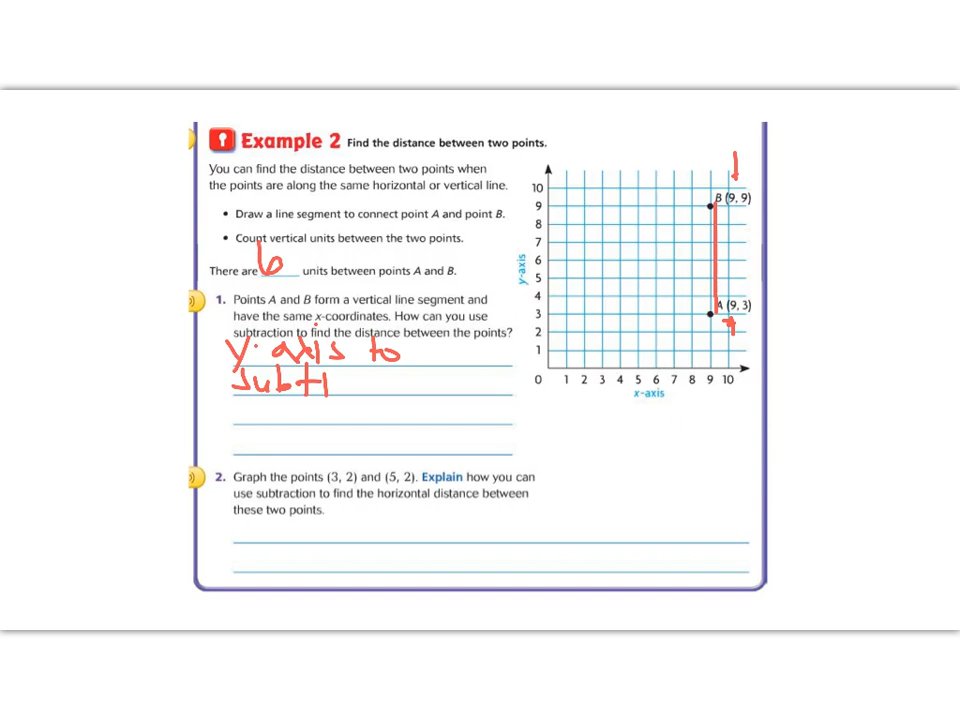 Example 2 Find the distance between two points.
You can find the distance between two points when
the points are along the same horizontal or vertical line.
• Draw a line segment to connect point A and point B.
• Count vertical units between the two points.
There are 6 units between points A and B.
1. Points A and B form a vertical line segment and
have the same x-coordinates. How can you use
subtraction to find the distance between the points?
y. axis to
subt
10
9
8
7
6
5
4
3
2
1
0 1 2 3 4 5 6 7 8 9 10
y-axis
x-axis
B (9, 9)
A (9, 3)
2. Graph the points (3, 2) and (5, 2). Explain how you can
use subtraction to find the horizontal distance between
these two points.